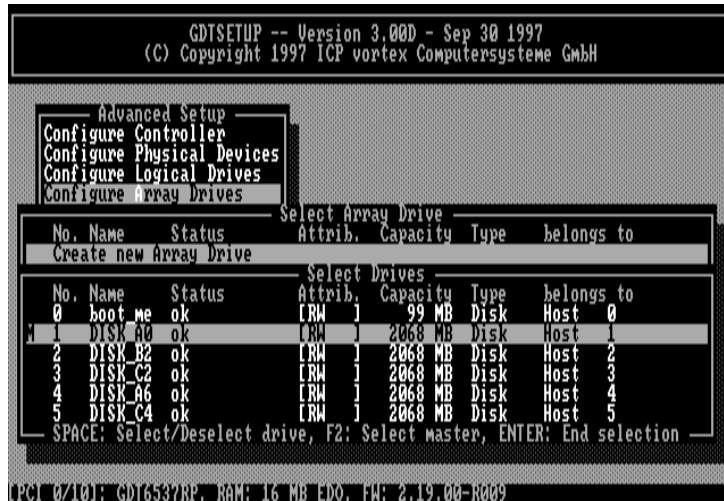 GDTSETUP -- Version 3.00D - Sep 30 1997
(C) Copyright 1997 ICP vortex Computersysteme GmbH
Advanced Setup
Configure Controller
Configure Physical Devices
Configure Logical Drives
Configure Array Drives
Select Array Drive
No. Name Status Attrib. Capacity Type belongs to
Create new Array Drive
Select Drives
No. Name Status Attrib. Capacity Type belongs to
0 boot_me ok [RW ] 99 MB Disk Host 0
M 1 DISK_A0 ok [RW ] 2068 MB Disk Host 1
2 DISK_B2 ok [RW ] 2068 MB Disk Host 2
3 DISK_C2 ok [RW ] 2068 MB Disk Host 3
4 DISK_A6 ok [RW ] 2068 MB Disk Host 4
5 DISK_C4 ok [RW ] 2068 MB Disk Host 5
SPACE: Select/Deselect drive, F2: Select master, ENTER: End selection
[PCI 0/10]: GDT6537RP, RAM: 16 MB EDO, FW: 2.19.00-R009